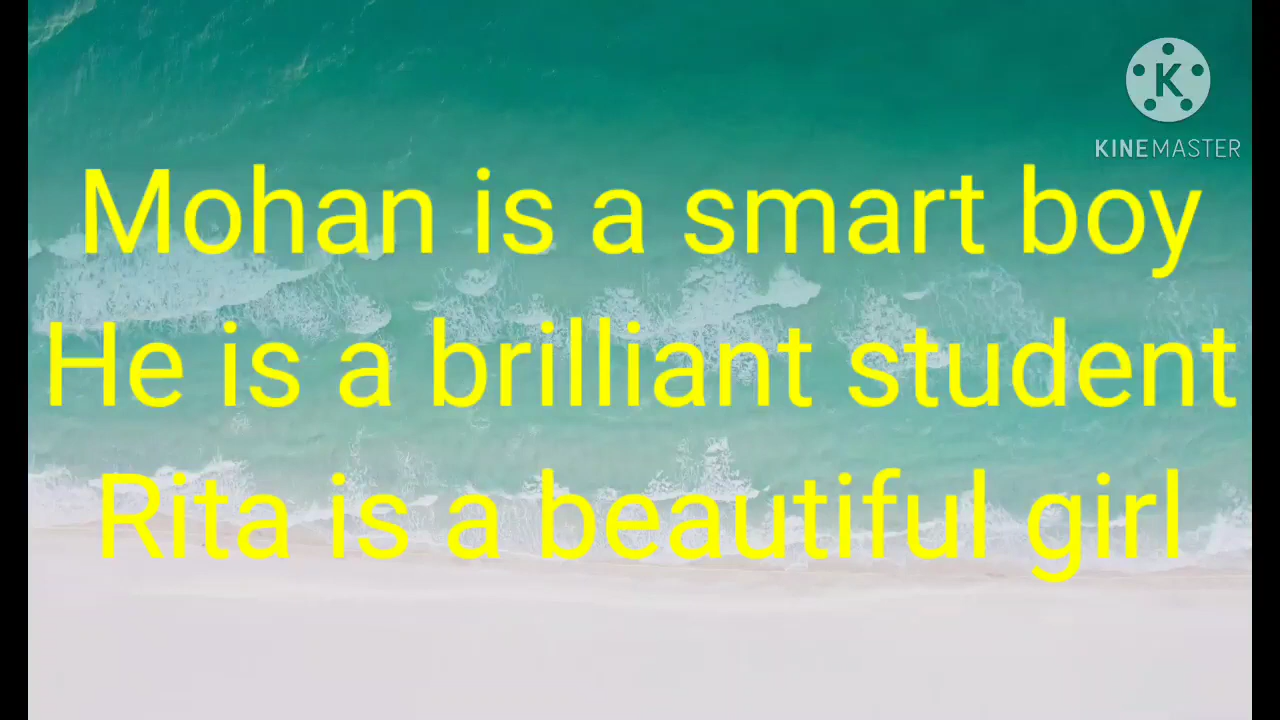 K
KINEMASTER
Mohan is a smart boy
He is a brilliant student
Rita is a beautiful girl